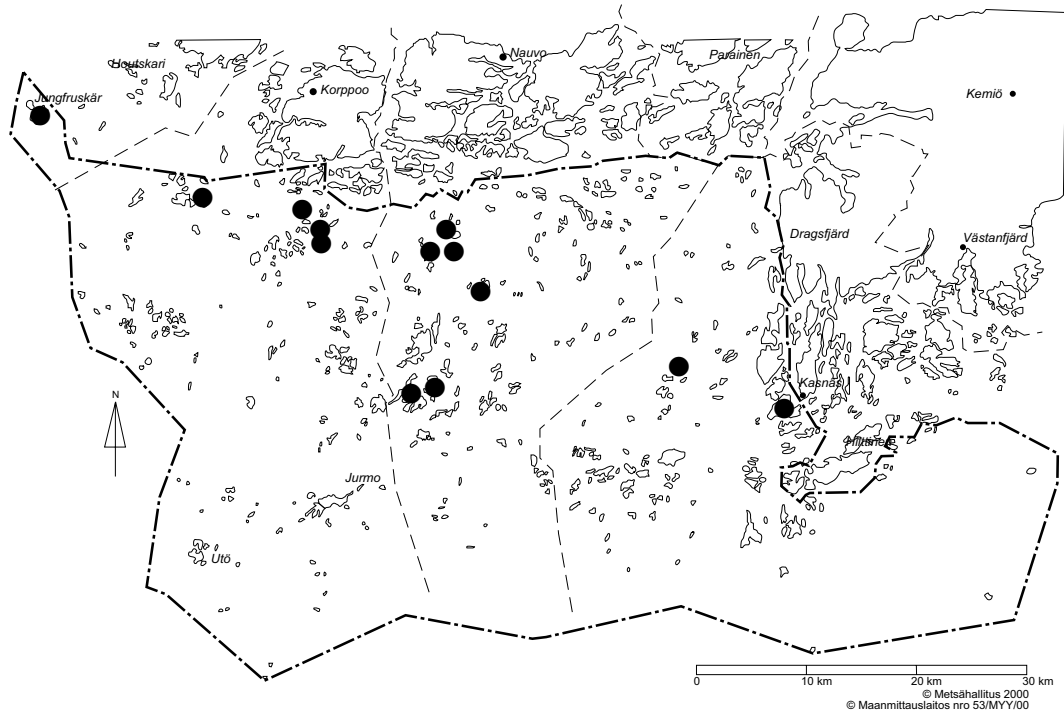 Nauvo
Parainen
Houtskari
Korppoo
Kemiö
Jungfruskär
Dragsfjärd
Västanfjärd
Kasnäs
N
Hiittinen
Jurmo
Utö
0 10 km 20 km 30 km
© Metsähallitus 2000
© Maanmittauslaitos nro 53/MYY/00